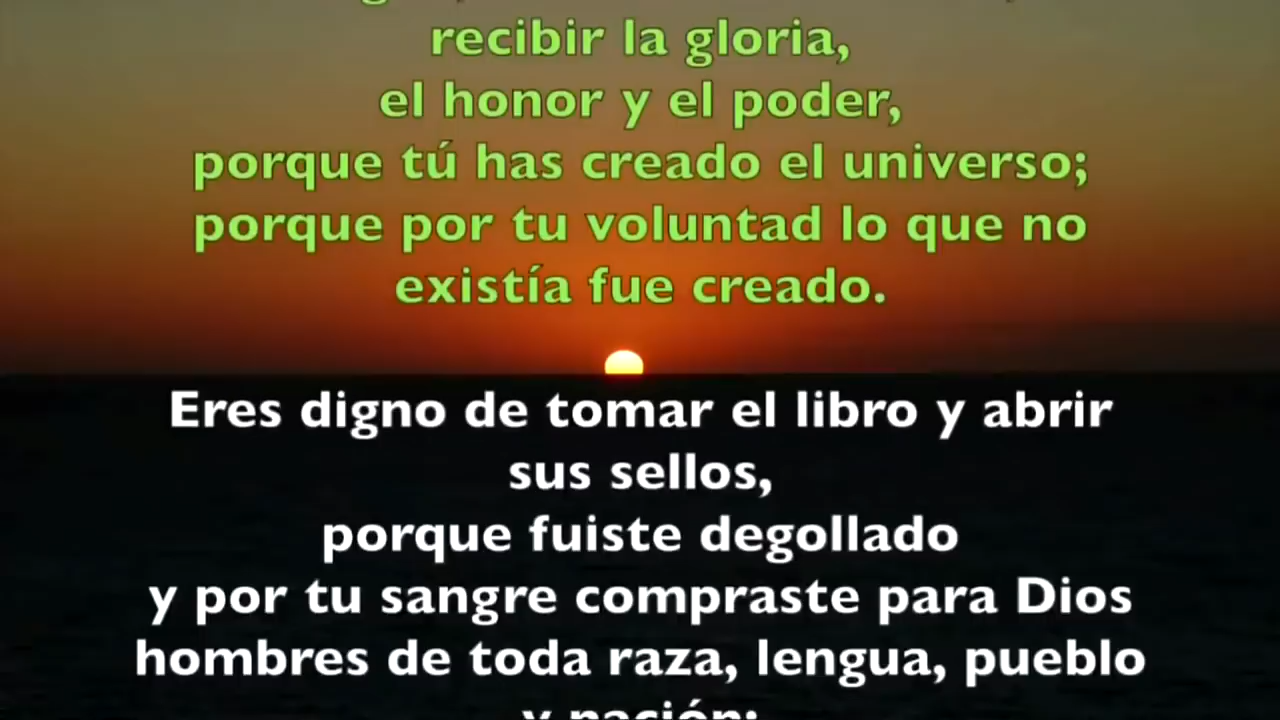 recibir la gloria,
el honor y el poder,
porque tú has creado el universo;
porque por tu voluntad lo que no
existía fue creado.
Eres digno de tomar el libro y abrir
sus sellos,
porque fuiste degollado
y por tu sangre compraste para Dios
hombres de toda raza, lengua, pueblo
y nación;